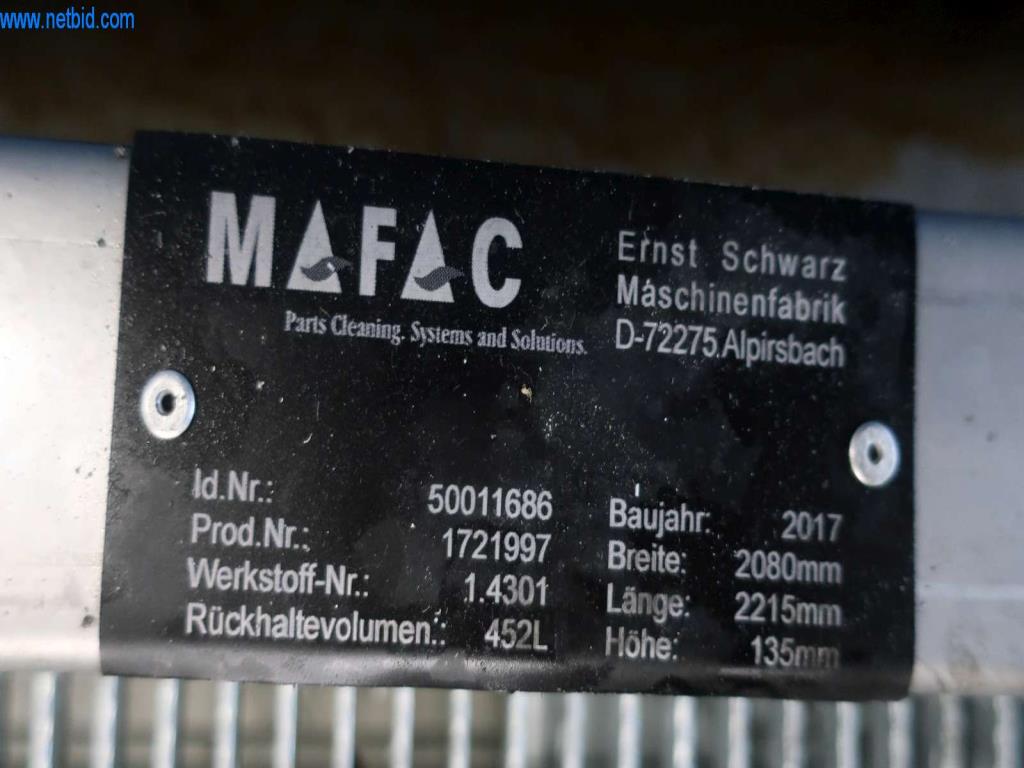 www.netbid.com
MAFAC
Parts Cleaning. Systems and Solutions.
Ernst Schwarz
Maschinenfabrik
D-72275 Alpirsbach
Id.Nr.: 50011686
Prod.Nr.: 1721997
Werkstoff-Nr.: 1.4301
Rückhaltevolumen.: 452L
Baujahr: 2017
Breite: 2080mm
Länge: 2215mm
Höhe: 135mm